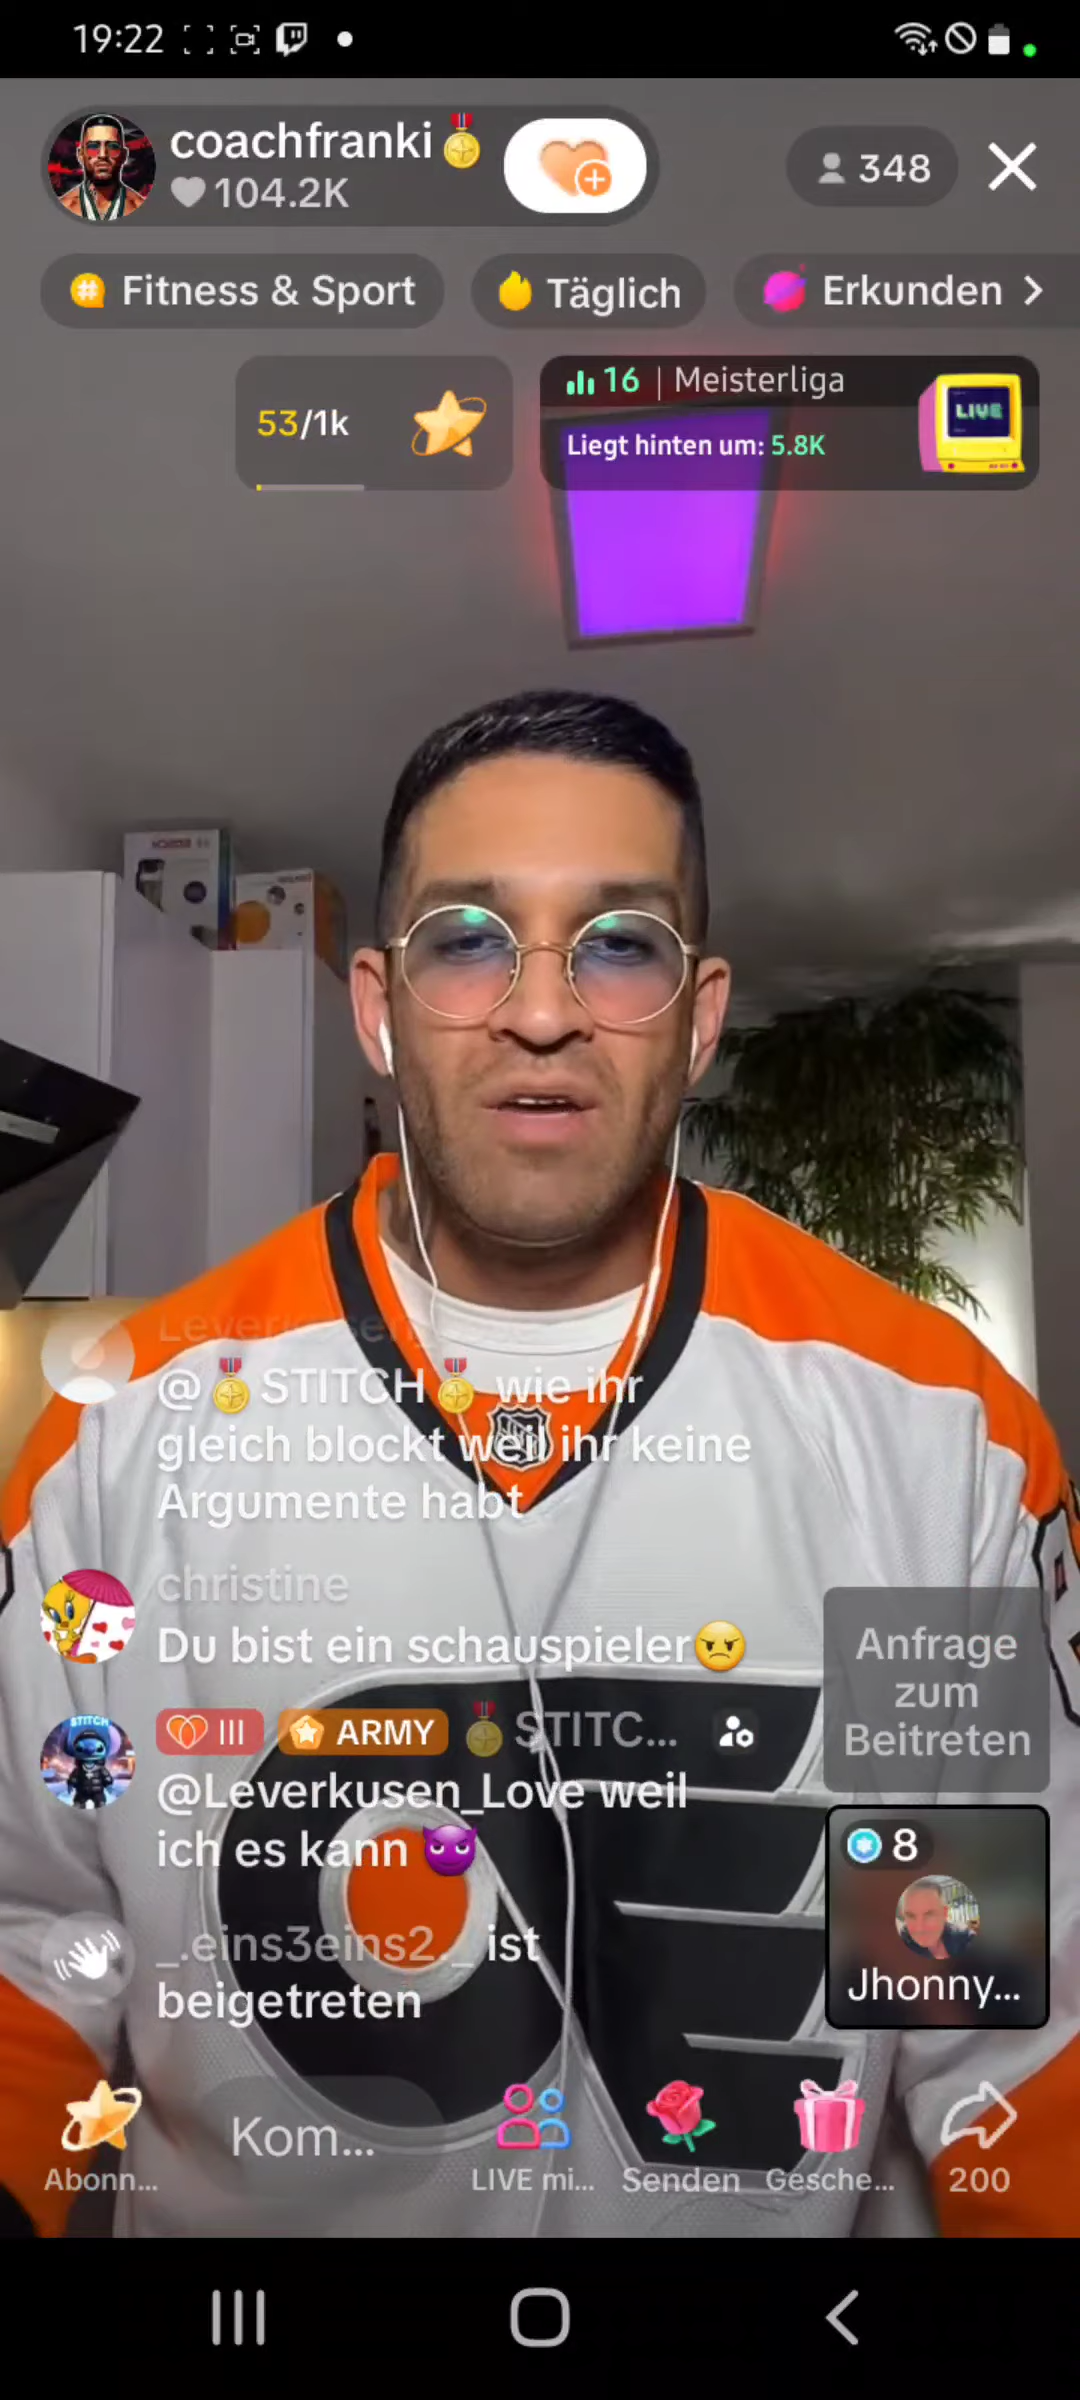 19:22
coachfranki
104.2K
348
Fitness & Sport
Täglich
Erkunden
53/1k
16 | Meisterliga
Liegt hinten um: 5.8K
LIVE
Leverkusen
@🏅STITCH🏅 wie ihr
gleich blockt weil ihr keine
Argumente habt
christine
Du bist ein schauspieler😠
STITCH
III ARMY 🏅STITC...
@Leverkusen_Love weil
ich es kann 😈
_.eins3eins2._ ist
beigetreten
Anfrage
zum
Beitreten
8
Jhonny...
Kom...
Abonn...
LIVE mi...
Senden
Gesche...
200